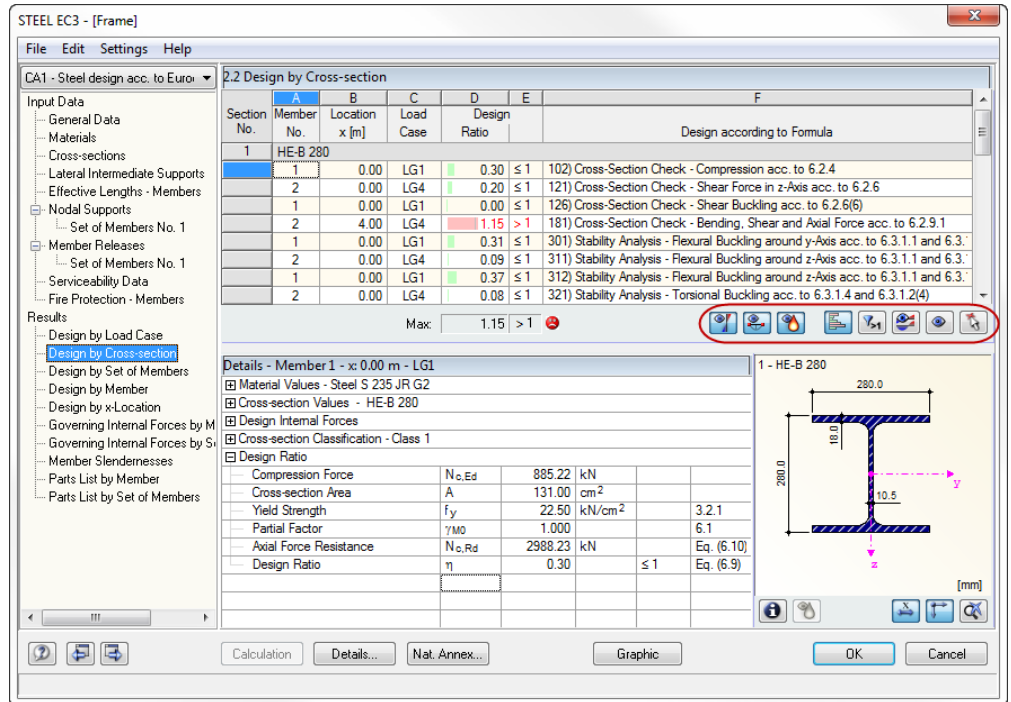 STEEL EC3 - [Frame]
File Edit Settings Help
CA1 - Steel design acc. to Euro
Input Data
General Data
Materials
Cross-sections
Lateral Intermediate Supports
Effective Lengths - Members
Nodal Supports
Set of Members No. 1
Member Releases
Set of Members No. 1
Serviceability Data
Fire Protection - Members
Results
Design by Load Case
Design by Cross-section
Design by Set of Members
Design by Member
Design by x-Location
Governing Internal Forces by M
Governing Internal Forces by S
Member Slendernesses
Parts List by Member
Parts List by Set of Members
2.2 Design by Cross-section
A B C D E F
Section Member Location Load Design
No. No. x [m] Case Ratio Design according to Formula
1 HE-B 280
1 0.00 LG1 0.30 ≤ 1 102) Cross-Section Check - Compression acc. to 6.2.4
2 0.00 LG4 0.20 ≤ 1 121) Cross-Section Check - Shear Force in z-Axis acc. to 6.2.6
1 0.00 LG1 0.00 ≤ 1 126) Cross-Section Check - Shear Buckling acc. to 6.2.6(6)
2 4.00 LG4 1.15 > 1 181) Cross-Section Check - Bending, Shear and Axial Force acc. to 6.2.9.1
1 0.00 LG1 0.31 ≤ 1 301) Stability Analysis - Flexural Buckling around y-Axis acc. to 6.3.1.1 and 6.3.
2 0.00 LG4 0.09 ≤ 1 311) Stability Analysis - Flexural Buckling around z-Axis acc. to 6.3.1.1 and 6.3.
1 0.00 LG1 0.37 ≤ 1 312) Stability Analysis - Flexural Buckling around z-Axis acc. to 6.3.1.1 and 6.3.
2 0.00 LG4 0.08 ≤ 1 321) Stability Analysis - Torsional Buckling acc. to 6.3.1.4 and 6.3.1.2(4)
Max: 1.15 > 1
>1
Details - Member 1 - x: 0.00 m - LG1
Material Values - Steel S 235 JR G2
Cross-section Values - HE-B 280
Design Internal Forces
Cross-section Classification - Class 1
Design Ratio
Compression Force Nc,Ed 885.22 kN
Cross-section Area A 131.00 cm²
Yield Strength fy 22.50 kN/cm² 3.2.1
Partial Factor γM0 1.000 6.1
Axial Force Resistance Nc,Rd 2988.23 kN Eq. (6.10)
Design Ratio η 0.30 ≤ 1 Eq. (6.9)
1 - HE-B 280
280.0
18.0
280.0
10.5
y
z
[mm]
Calculation Details... Nat. Annex... Graphic OK Cancel